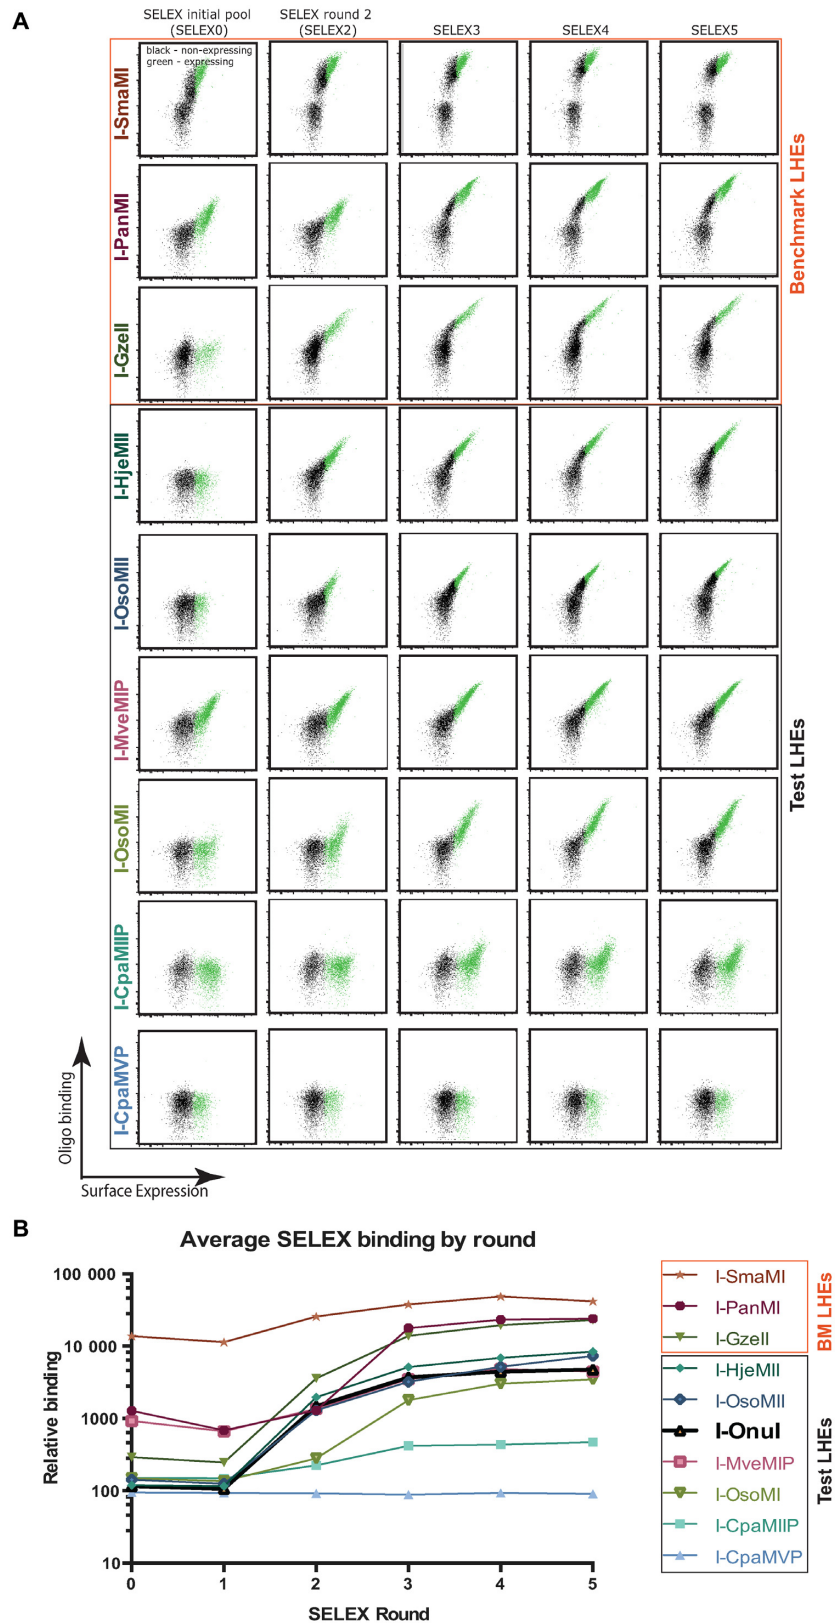 A
SELEX initial pool
(SELEX0)
SELEX round 2
(SELEX2)
SELEX3
SELEX4
SELEX5
black - non-expressing
green - expressing
I-SmaMI
I-PanMI
I-GzeII
Benchmark LHEs
I-HjeMII
I-OsoMII
I-MveMIP
I-OsoMI
I-CpaMIIP
I-CpaMVP
Test LHEs
Oligo binding
Surface Expression
B
Average SELEX binding by round
100 000
10 000
1000
100
10
Relative binding
0
1
2
3
4
5
SELEX Round
I-SmaMI
I-PanMI
I-GzeII
BM LHEs
I-HjeMII
I-OsoMII
I-OnuI
I-MveMIP
I-OsoMI
I-CpaMIIP
I-CpaMVP
Test LHEs